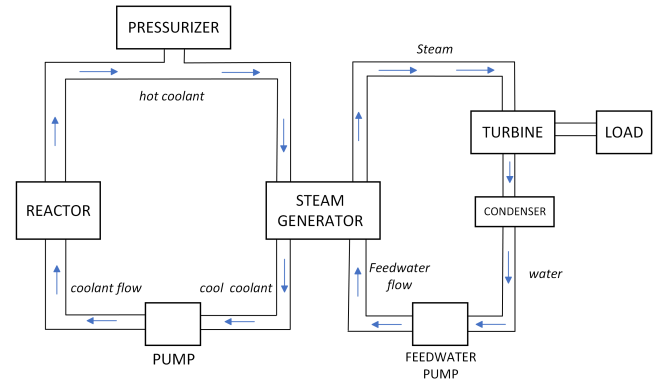 PRESSURIZER
Steam
hot coolant
TURBINE
LOAD
REACTOR
STEAM
GENERATOR
CONDENSER
coolant flow
cool coolant
Feedwater
flow
water
PUMP
FEEDWATER
PUMP